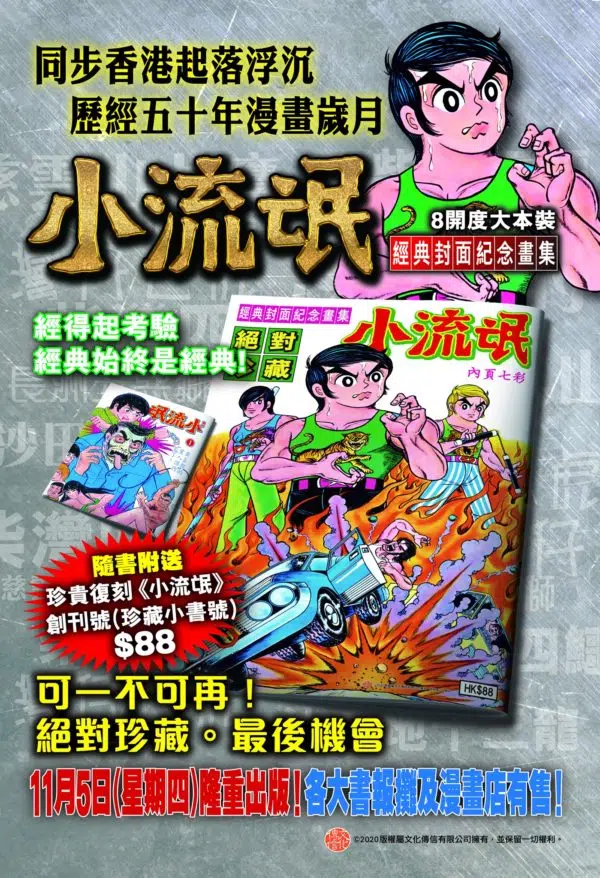 同步香港起落浮沉
歷經五十年漫畫歲月
小流氓
8開度大本裝
經典封面紀念畫集
經得起考驗
經典始終是經典!
經典封面紀念畫集
絕對
藏
小流氓
內頁七彩
小流氓
1
隨書附送
珍貴復刻《小流氓》
創刊號(珍藏小書號)
$88
HK$88
可一不可再!
絕對珍藏。最後機會
11月5日(星期四)隆重出版!各大書報攤及漫畫店有售!
©2020版權屬文化傳信有限公司擁有,並保留一切權利。